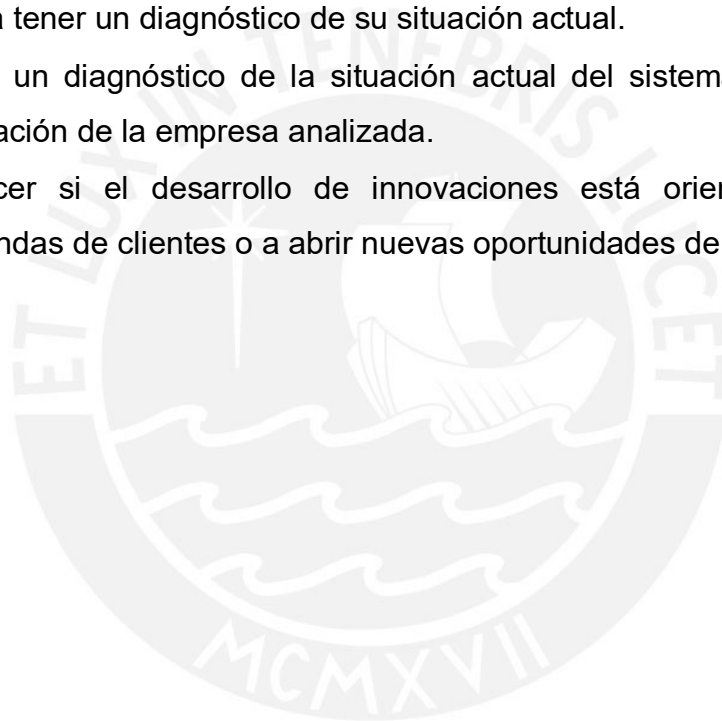 a tener un diagnóstico de su situación actual.
un diagnóstico de la situación actual del sistema
ación de la empresa analizada.
cer si el desarrollo de innovaciones está orien
ndas de clientes o a abrir nuevas oportunidades de
ET LUX IN TENEBRIS LUCET
MCMXVII